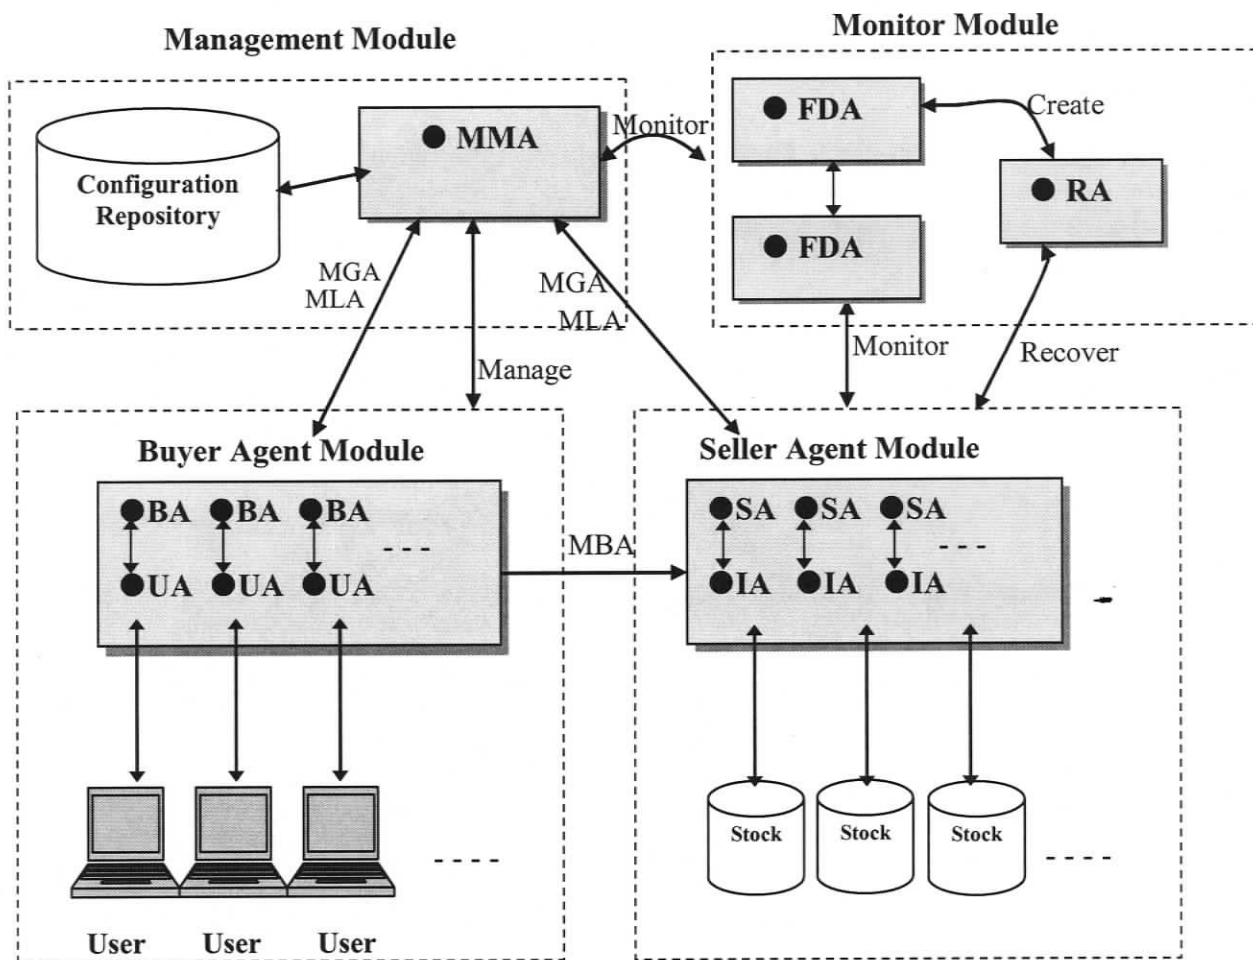 Management Module
Monitor Module
Configuration
Repository
MMA
Monitor
FDA
Create
RA
FDA
MGA
MLA
MGA
MLA
Manage
Monitor
Recover
Buyer Agent Module
Seller Agent Module
BA BA BA
UA UA UA
----
MBA
SA SA SA
IA IA IA
----
Stock Stock Stock
-----
-----
User User User